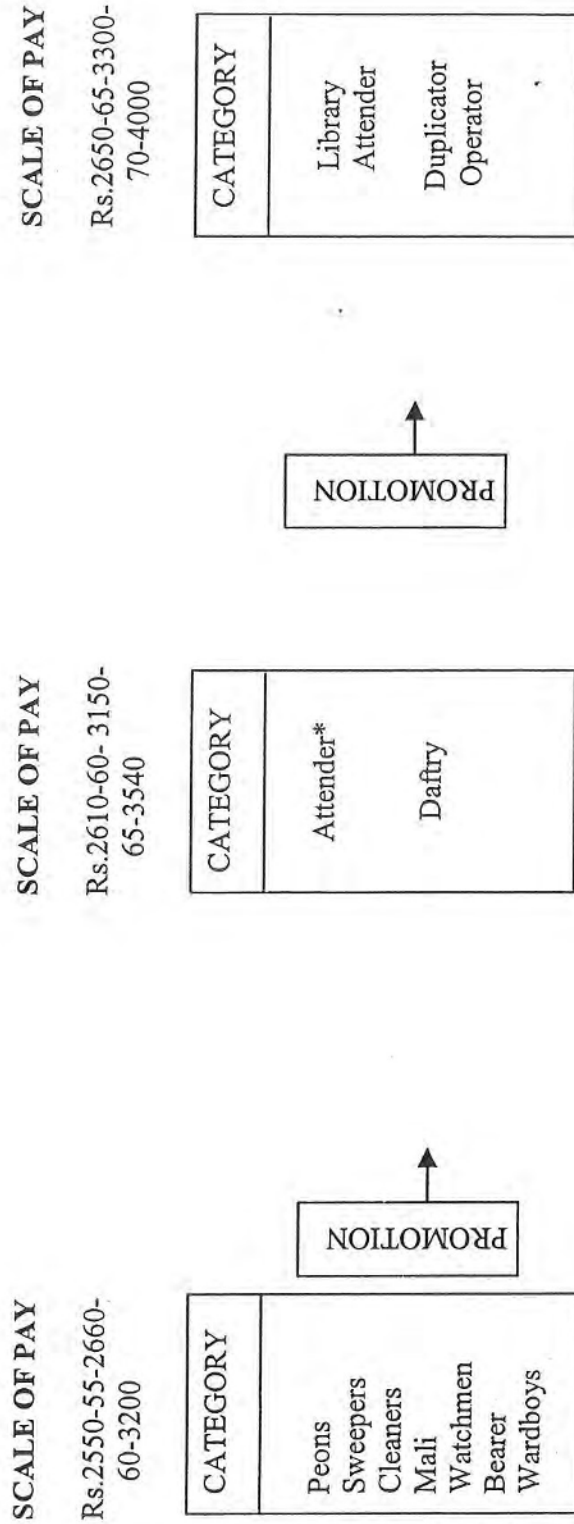 SCALE OF PAY
Rs.2550-55-2660-
60-3200
CATEGORY
Peons
Sweepers
Cleaners
Mali
Watchmen
Bearer
Wardboys
PROMOTION
SCALE OF PAY
Rs.2610-60- 3150-
65-3540
CATEGORY
Attender*
Daftry
PROMOTION
SCALE OF PAY
Rs.2650-65-3300-
70-4000
CATEGORY
Library
Attender
Duplicator
Operator